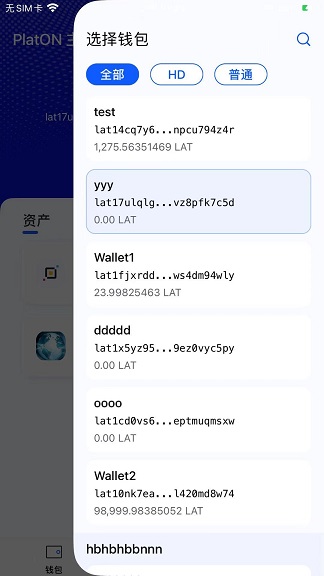 无SIM卡
PlatON 主
lat17u
资产
钱包
选择钱包
全部
HD
普通
test
lat14cq7y6...npcu794z4r
1,275.56351469 LAT
yyy
lat17ulqlg...vz8pfk7c5d
0.00 LAT
Wallet1
lat1fjxrdd...ws4dm94wly
23.99825463 LAT
ddddd
lat1x5yz95...9ez0vyc5py
0.00 LAT
oooo
lat1cd0vs6...eptmuqmsxw
0.00 LAT
Wallet2
lat10nk7ea...l420md8w74
98,999.98385052 LAT
hbhbhbbnnn